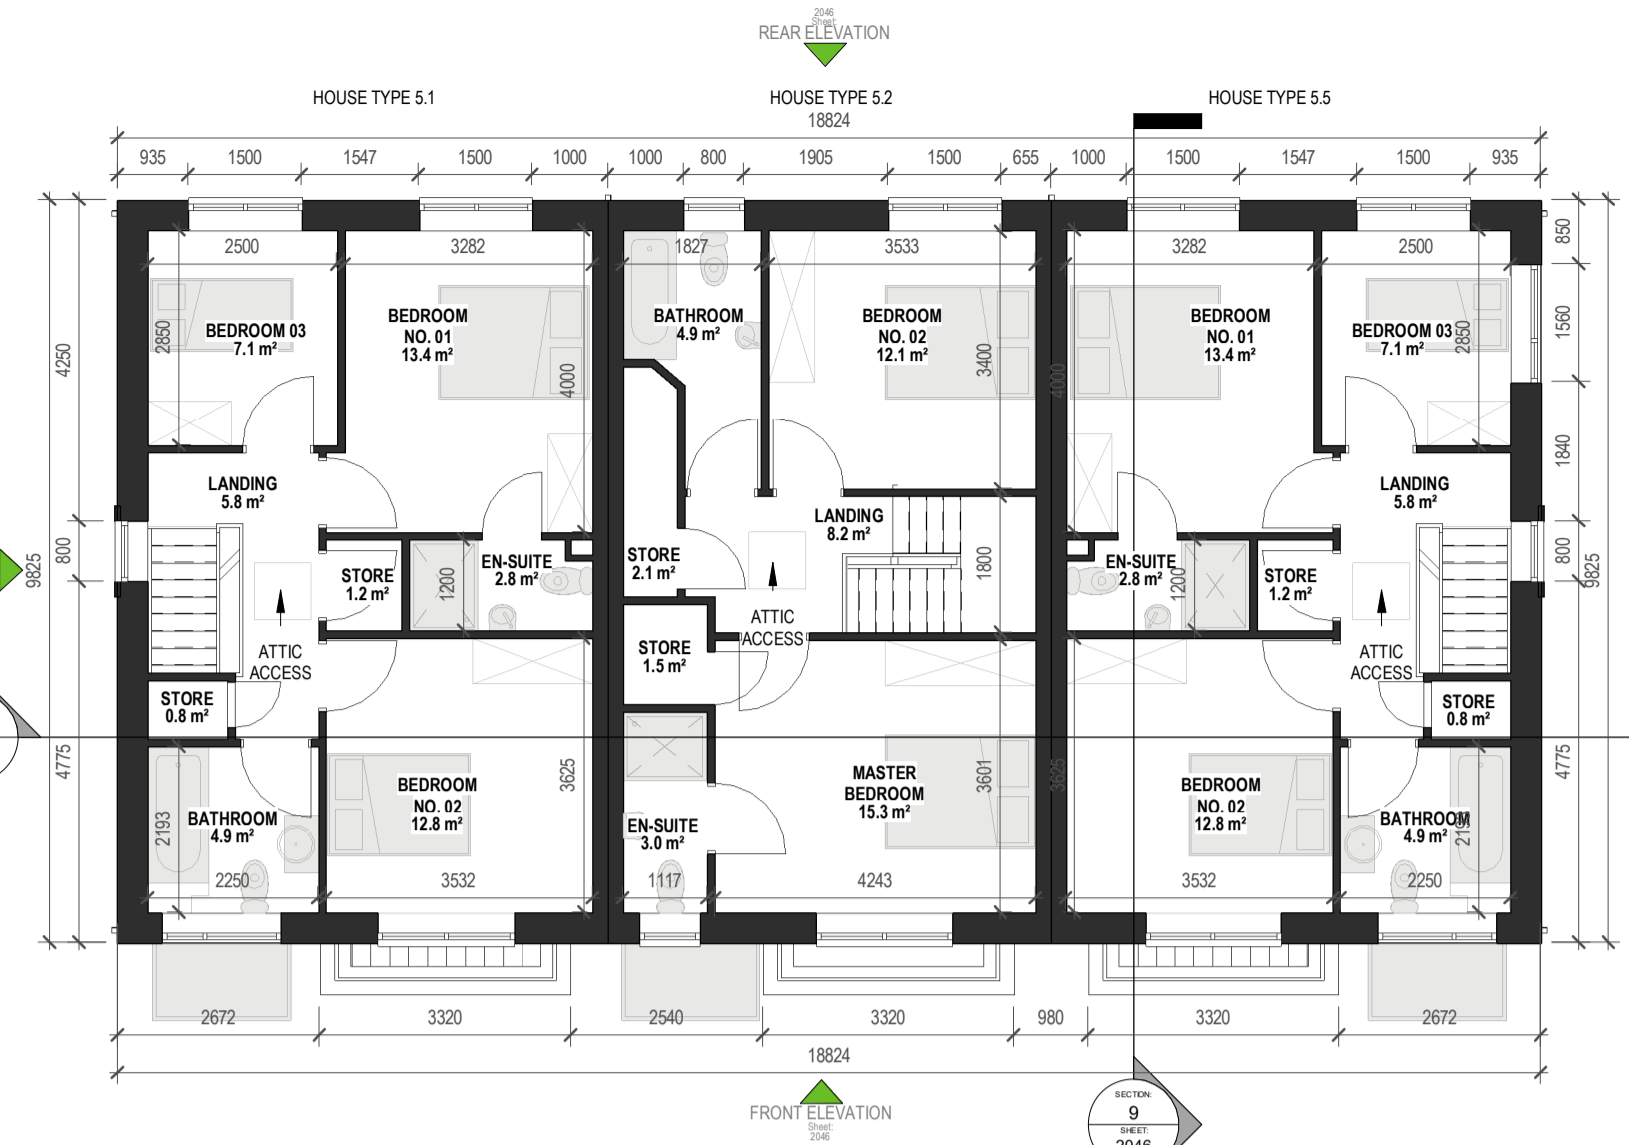 2046
Sheet:
REAR ELEVATION
HOUSE TYPE 5.1
HOUSE TYPE 5.2
HOUSE TYPE 5.5
18824
935 1500 1547 1500 1000 1000 800 1905 1500 655 1000 1500 1547 1500 935
2500 3282 1827 3533 3282 2500
850
4250
2850
BEDROOM 03
7.1 m²
BEDROOM
NO. 01
13.4 m²
4000
BATHROOM
4.9 m²
BEDROOM
NO. 02
12.1 m²
3400
4000
BEDROOM
NO. 01
13.4 m²
BEDROOM 03
7.1 m²
2850
1560
1840
LANDING
5.8 m²
LANDING
8.2 m²
LANDING
5.8 m²
9825
800
STORE
1.2 m²
1200
EN-SUITE
2.8 m²
STORE
2.1 m²
1800
EN-SUITE
2.8 m²
1200
STORE
1.2 m²
800
9825
ATTIC
ACCESS
STORE
1.5 m²
ATTIC
ACCESS
ATTIC
ACCESS
STORE
0.8 m²
STORE
0.8 m²
4775
2193
BATHROOM
4.9 m²
BEDROOM
NO. 02
12.8 m²
3625
EN-SUITE
3.0 m²
MASTER
BEDROOM
15.3 m²
3601
3625
BEDROOM
NO. 02
12.8 m²
BATHROOM
4.9 m²
2193
4775
2250 3532 1117 4243 3532 2250
2672 3320 2540 3320 980 3320 2672
18824
FRONT ELEVATION
Sheet:
2046
SECTION:
9
SHEET:
2046